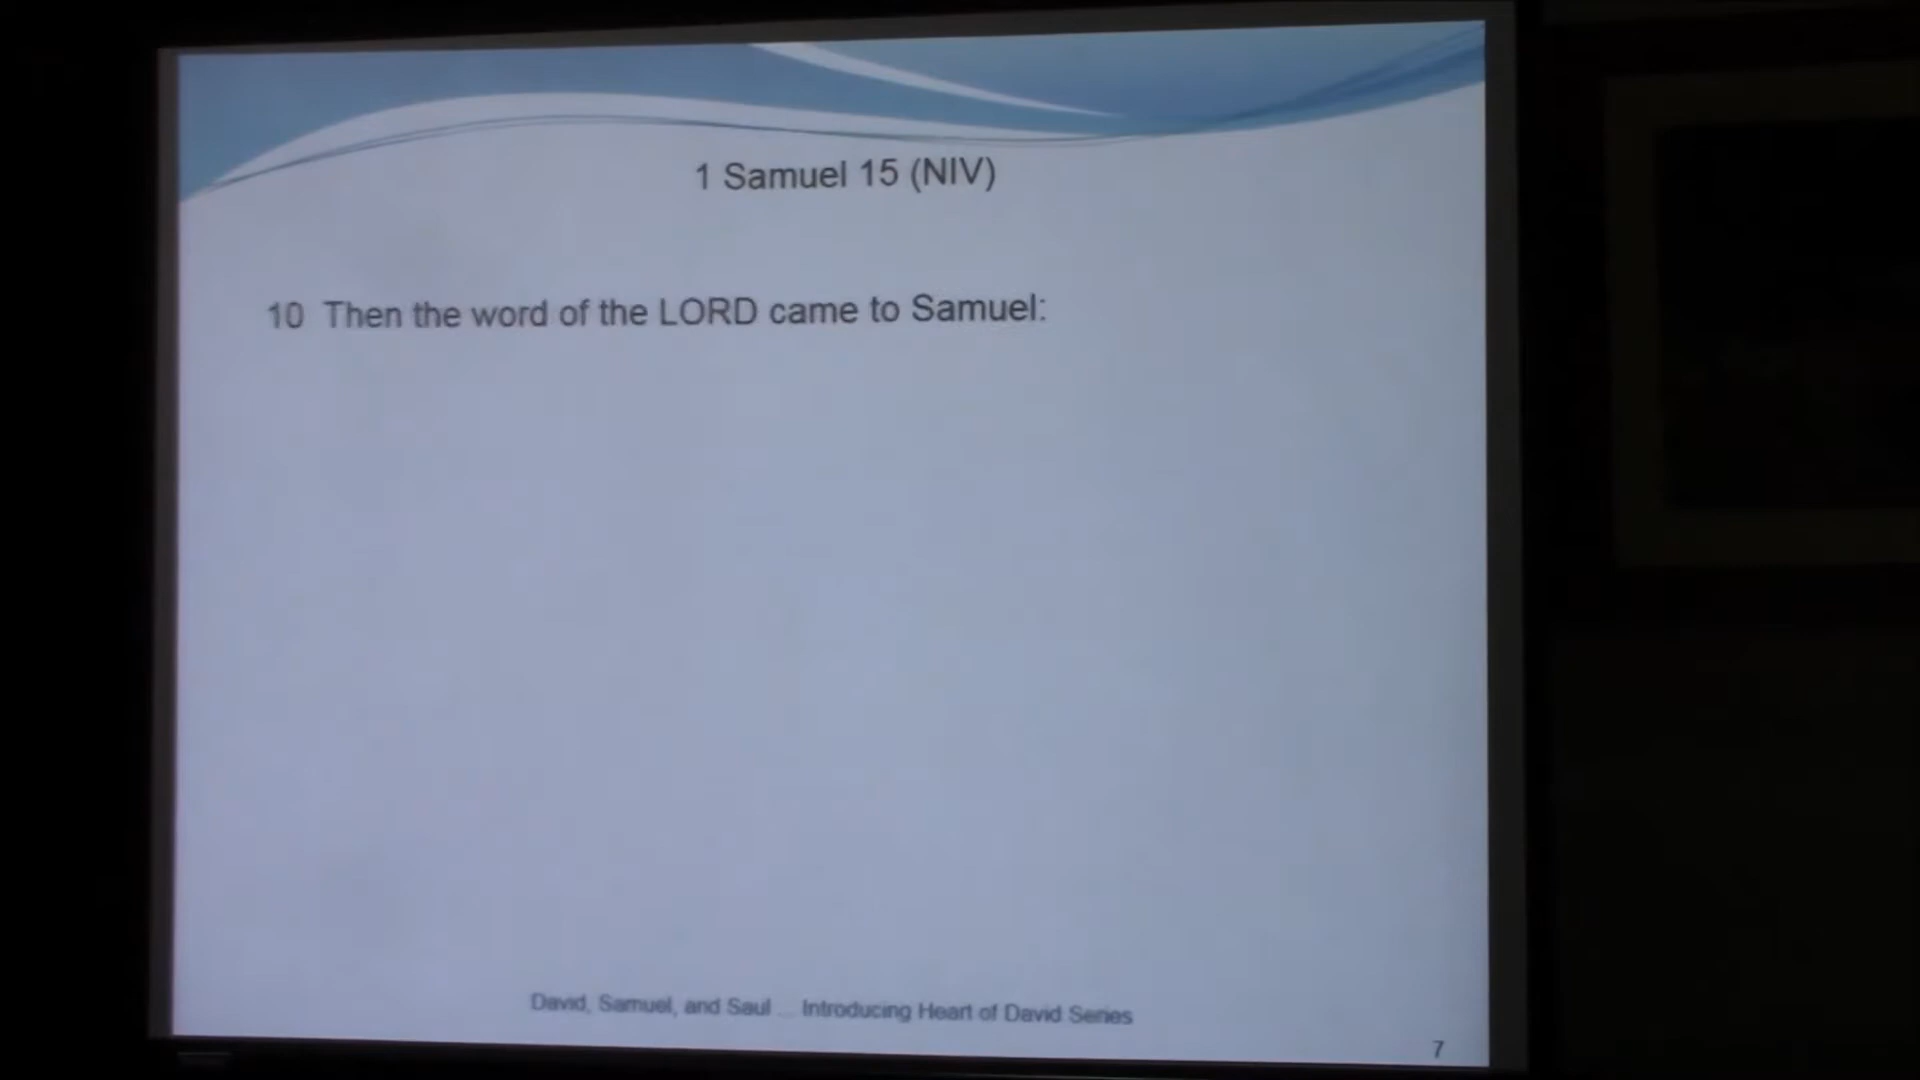 1 Samuel 15 (NIV)
10 Then the word of the LORD came to Samuel:
David, Samuel, and Saul ... Introducing Heart of David Series
7